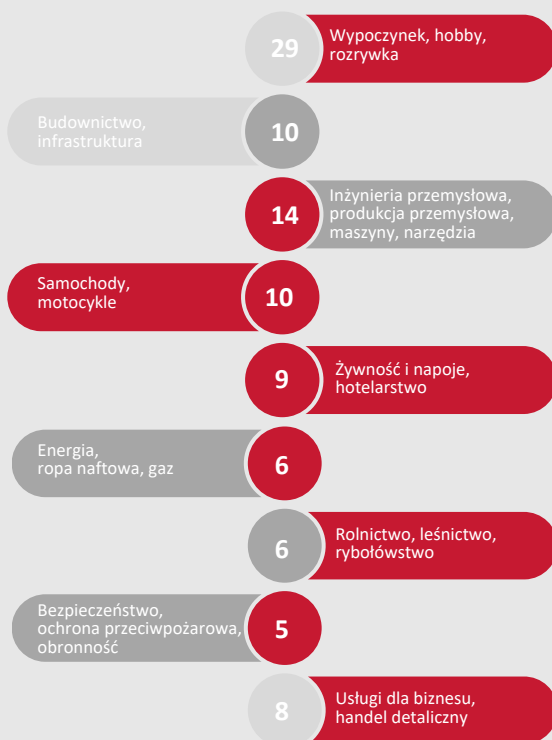 29
Wypoczynek, hobby,
rozrywka
Budownictwo,
infrastruktura
10
14
Inżynieria przemysłowa,
produkcja przemysłowa,
maszyny, narzędzia
Samochody,
motocykle
10
9
Żywność i napoje,
hotelarstwo
Energia,
ropa naftowa, gaz
6
6
Rolnictwo, leśnictwo,
rybołówstwo
Bezpieczeństwo,
ochrona przeciwpożarowa,
obronność
5
8
Usługi dla biznesu,
handel detaliczny